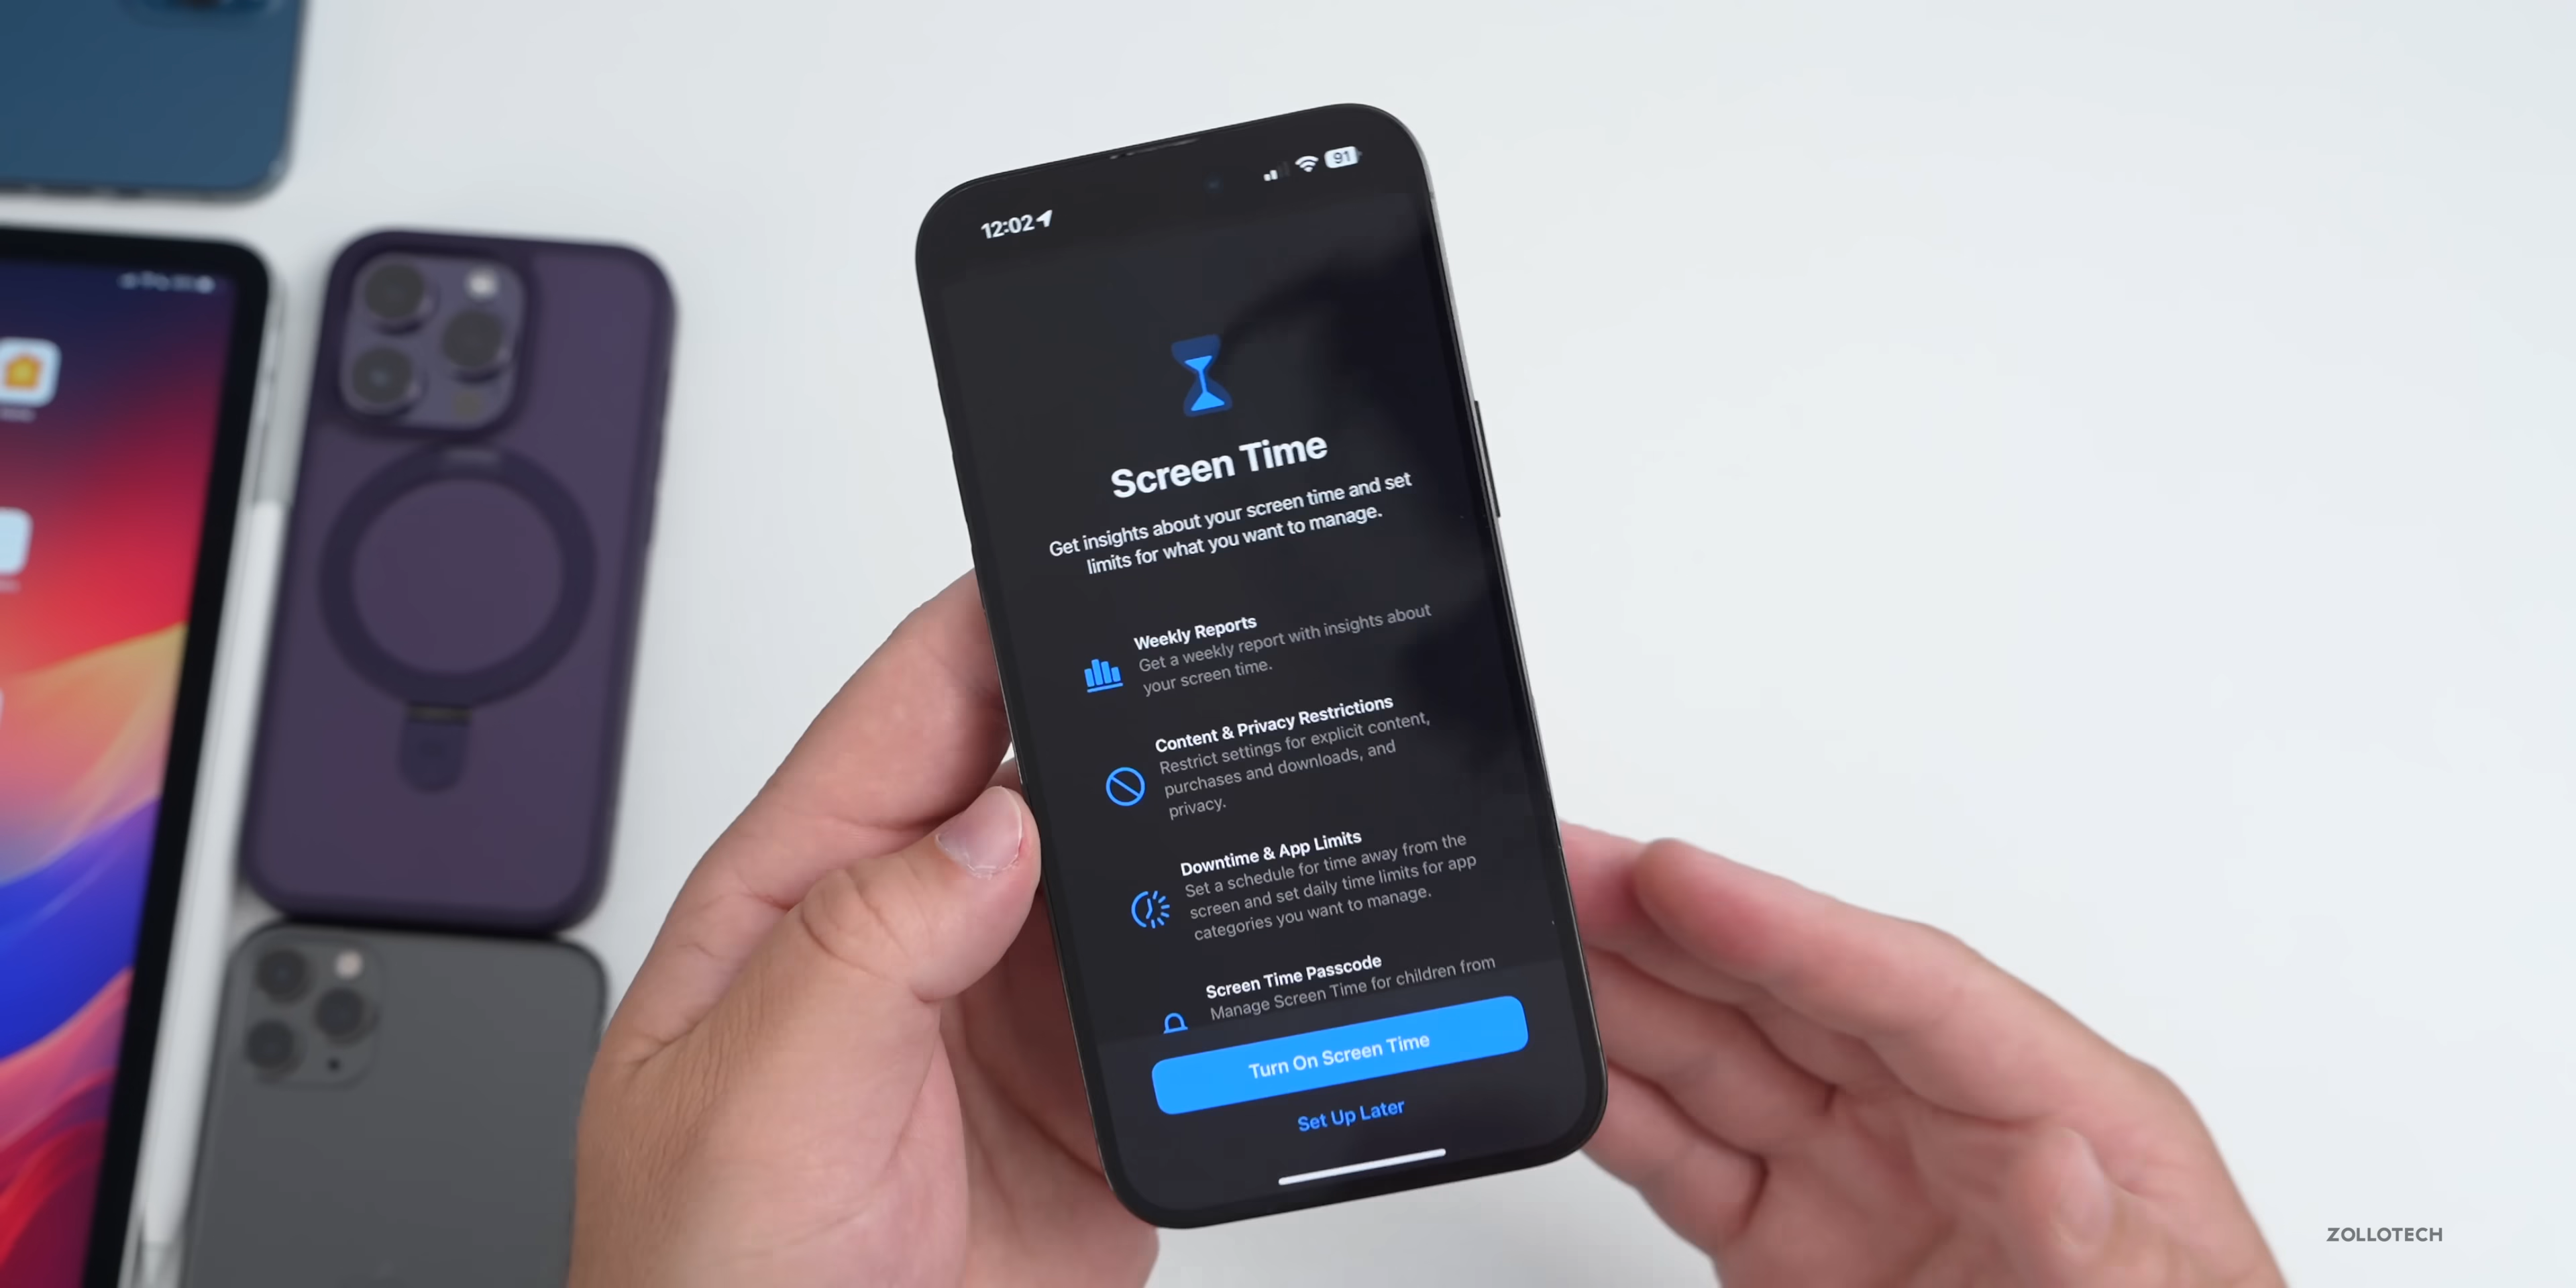 12:02
91
Screen Time
Get insights about your screen time and set
limits for what you want to manage.
Weekly Reports
Get a weekly report with insights about
your screen time.
Content & Privacy Restrictions
Restrict settings for explicit content,
purchases and downloads, and
privacy.
Downtime & App Limits
Set a schedule for time away from the
screen and set daily time limits for app
categories you want to manage.
Screen Time Passcode
Manage Screen Time for children from
Turn On Screen Time
Set Up Later
ZOLLOTECH